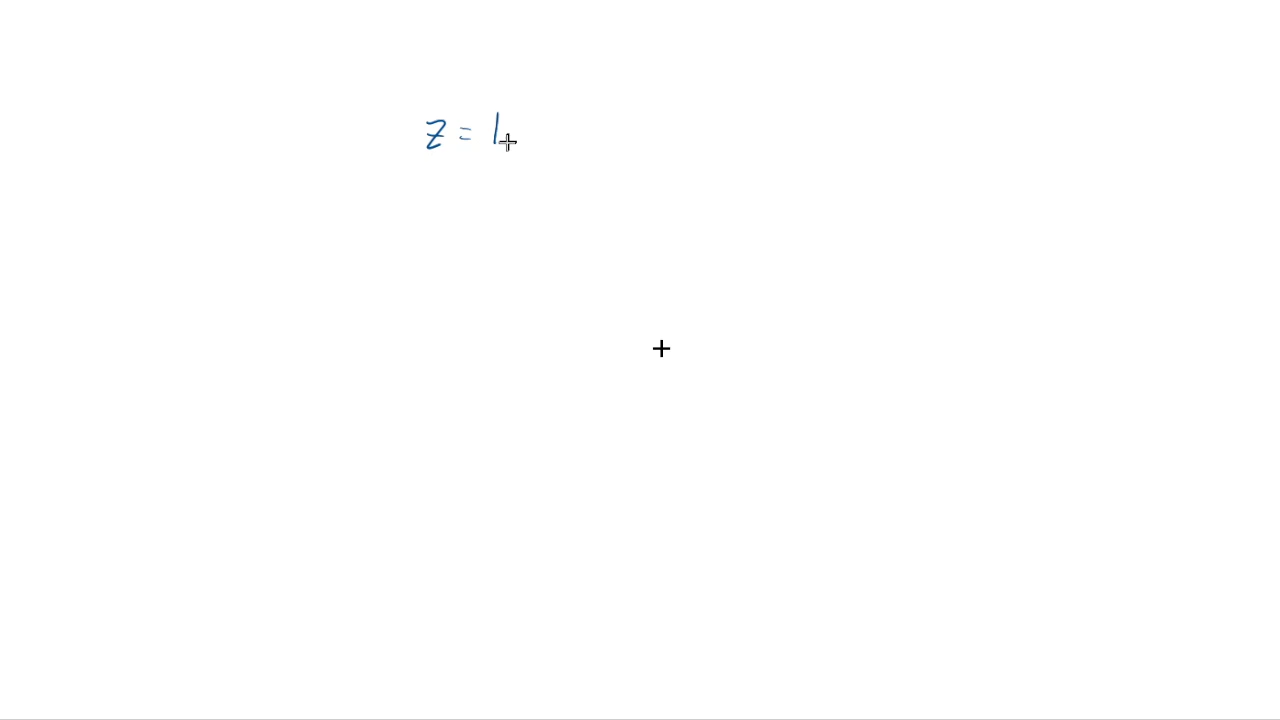 z = 1